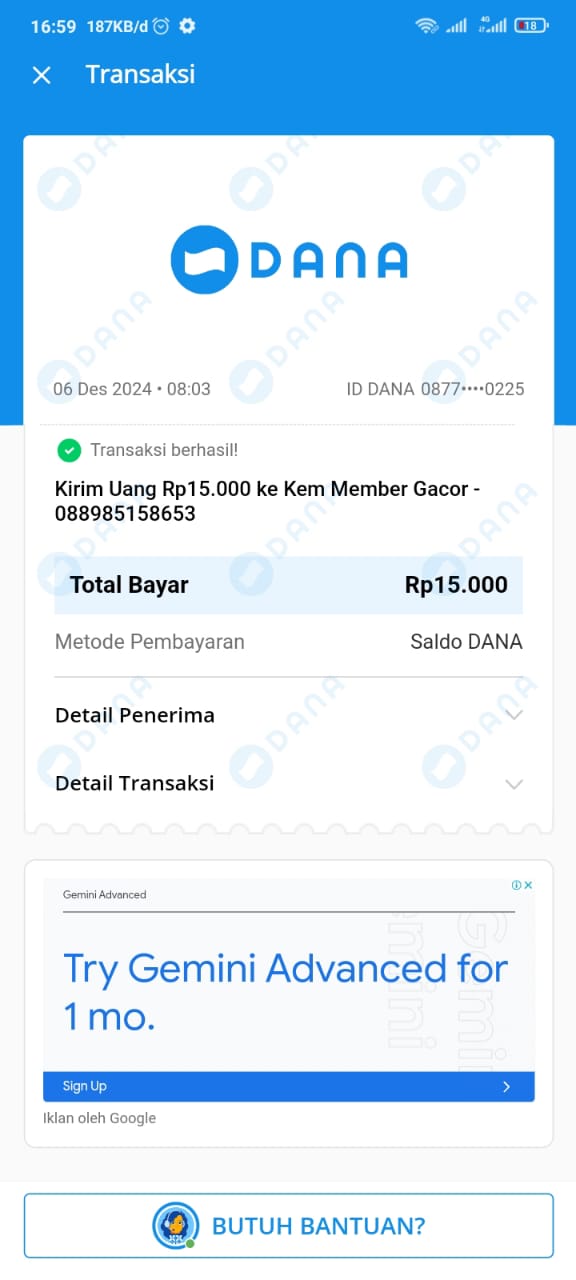 16:59 187KB/d 4G 18
Transaksi
DANA
06 Des 2024 • 08:03 ID DANA 0877••••0225
Transaksi berhasil!
Kirim Uang Rp15.000 ke Kem Member Gacor -
088985158653
Total Bayar Rp15.000
Metode Pembayaran Saldo DANA
Detail Penerima
Detail Transaksi
Gemini Advanced
Try Gemini Advanced for
1 mo.
Gemini
Sign Up
Iklan oleh Google
BUTUH BANTUAN?